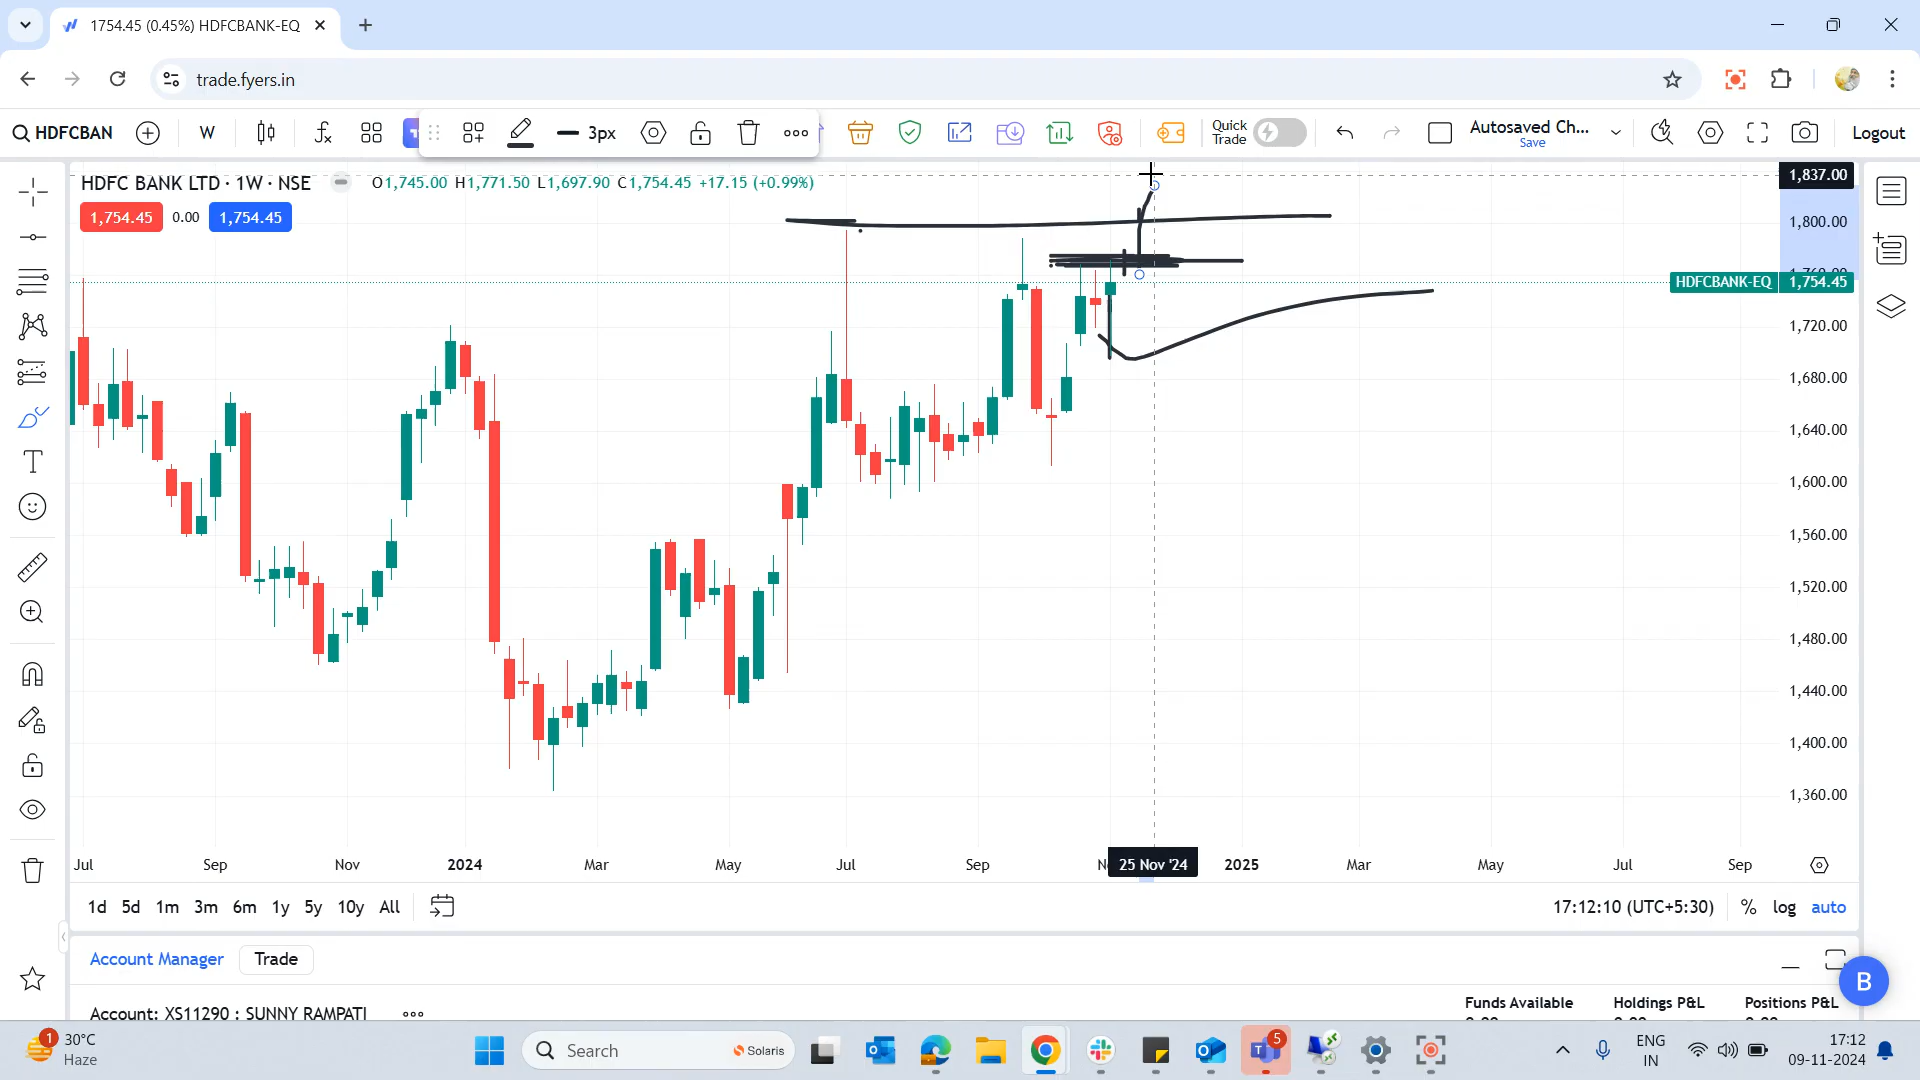 1754.45 (0.45%) HDFCBANK-EQ
trade.fyers.in
HDFCBAN
W
3px
Quick
Trade
Autosaved Ch...
Save
Logout
HDFC BANK LTD · 1W · NSE
O1,745.00 H1,771.50 L1,697.90 C1,754.45 +17.15 (+0.99%)
1,754.45 0.00 1,754.45
1,837.00
1,800.00
HDFCBANK-EQ 1,754.45
1,720.00
1,680.00
1,640.00
1,600.00
1,560.00
1,520.00
1,480.00
1,440.00
1,400.00
1,360.00
Jul Sep Nov 2024 Mar May Jul Sep 25 Nov '24 2025 Mar May Jul Sep
1d 5d 1m 3m 6m 1y 5y 10y All
17:12:10 (UTC+5:30) % log auto
Account Manager Trade
B
Funds Available Holdings P&L Positions P&L
Account: XS11290 : SUNNY RAMPATI
1
30°C
Haze
Search
Solaris
5
ENG
IN
17:12
09-11-2024